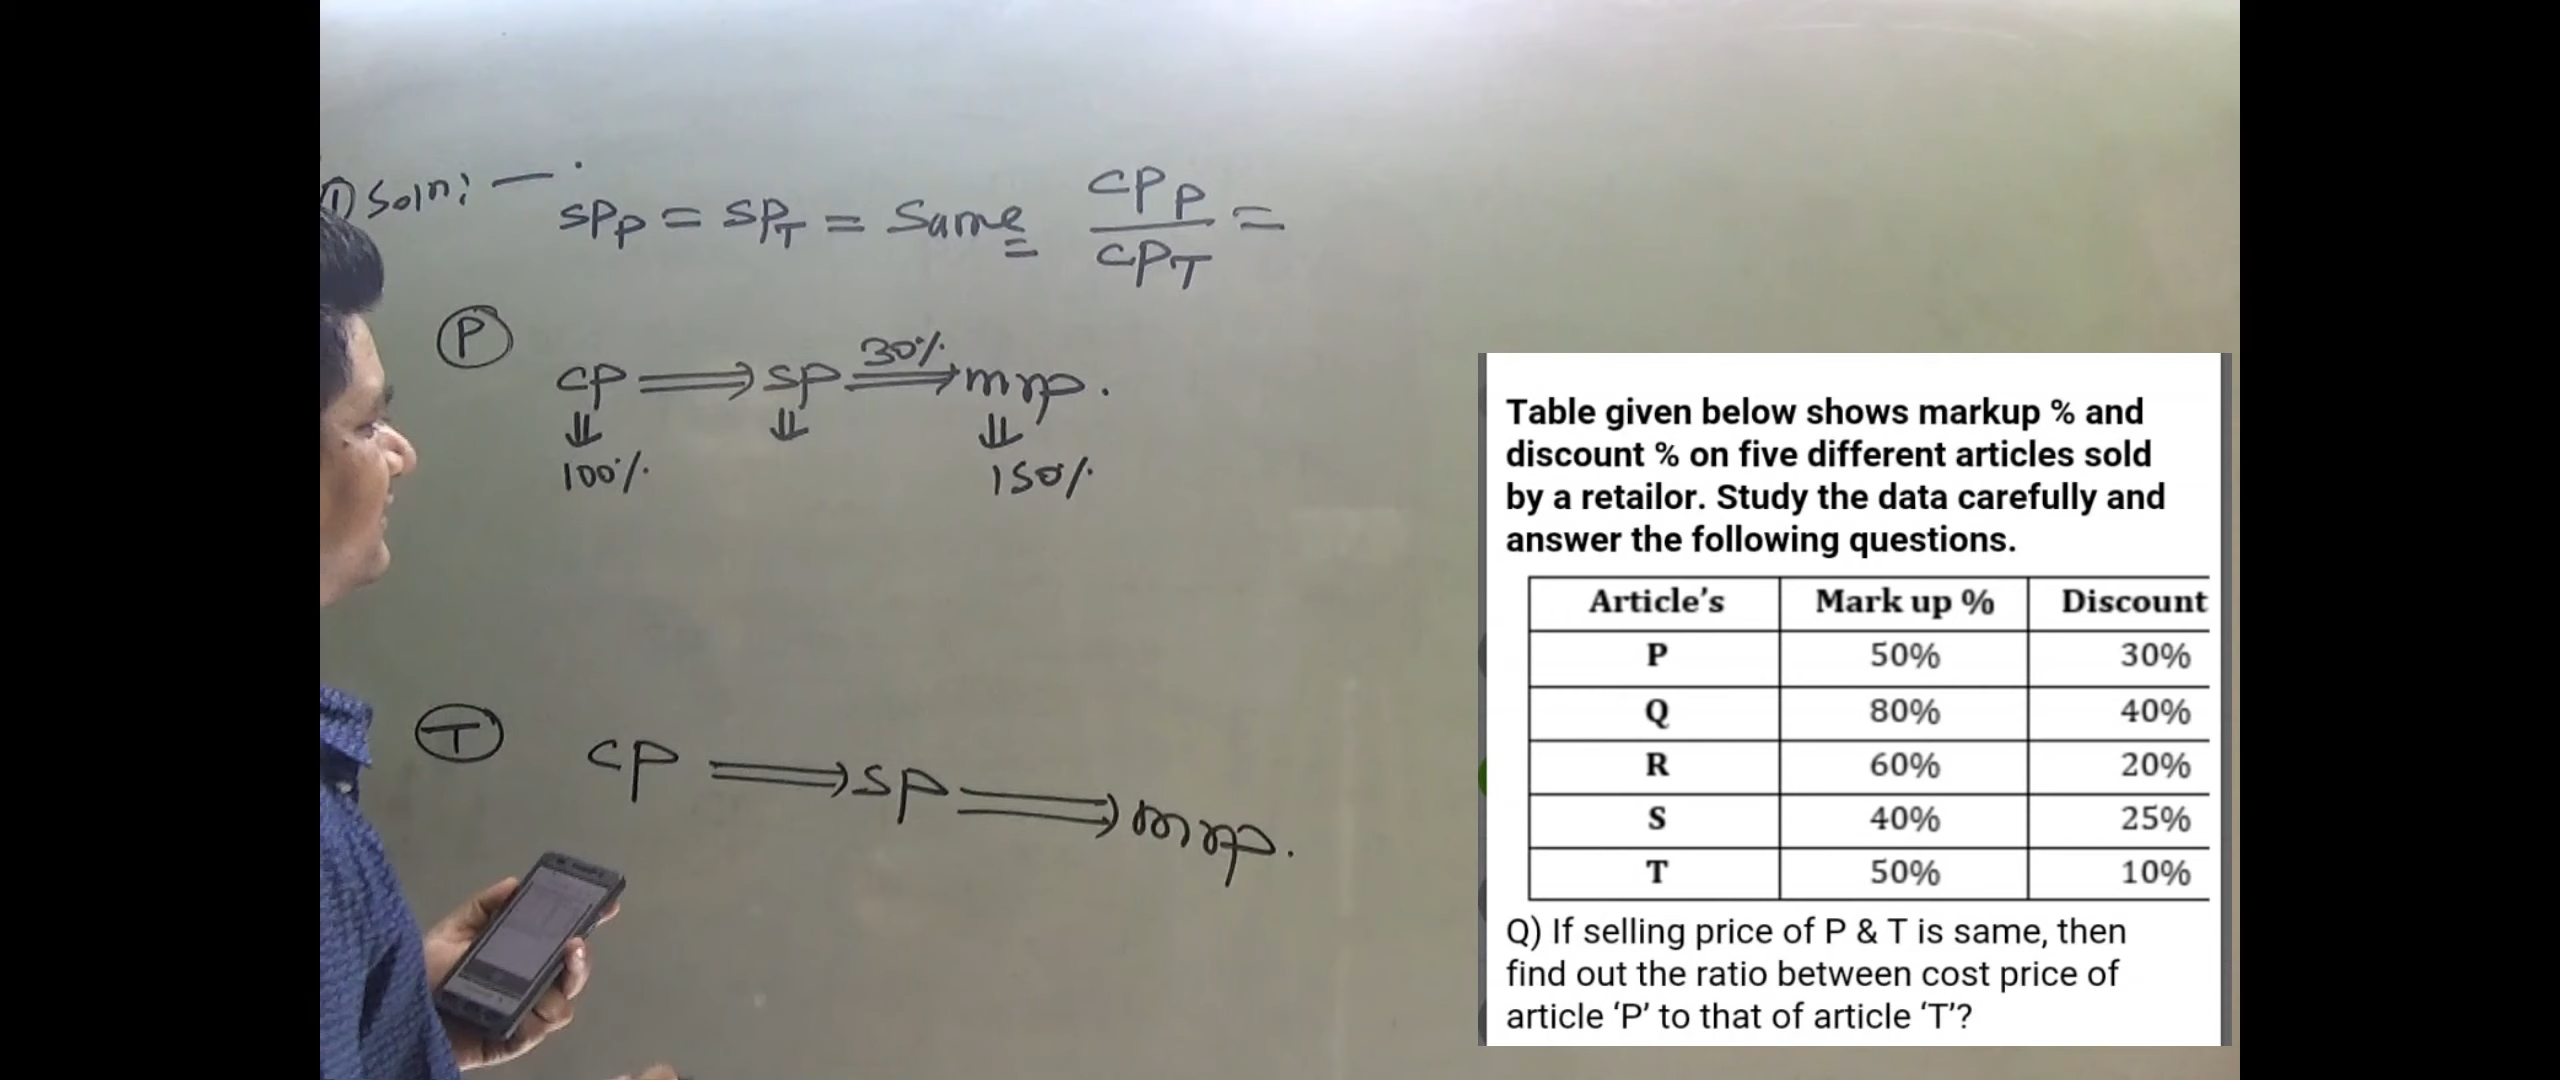 ① Soln: —
SPP = SPT = Same CPP/CPT =
P
CP ⟹ SP 30% ⟹ mrp.
⇓ ⇓ ⇓
100% 150%
T
CP ⟹ SP ⟹ mrp.
Table given below shows markup % and
discount % on five different articles sold
by a retailor. Study the data carefully and
answer the following questions.
Article's Mark up % Discount
P 50% 30%
Q 80% 40%
R 60% 20%
S 40% 25%
T 50% 10%
Q) If selling price of P & T is same, then
find out the ratio between cost price of
article ‘P’ to that of article ‘T’?